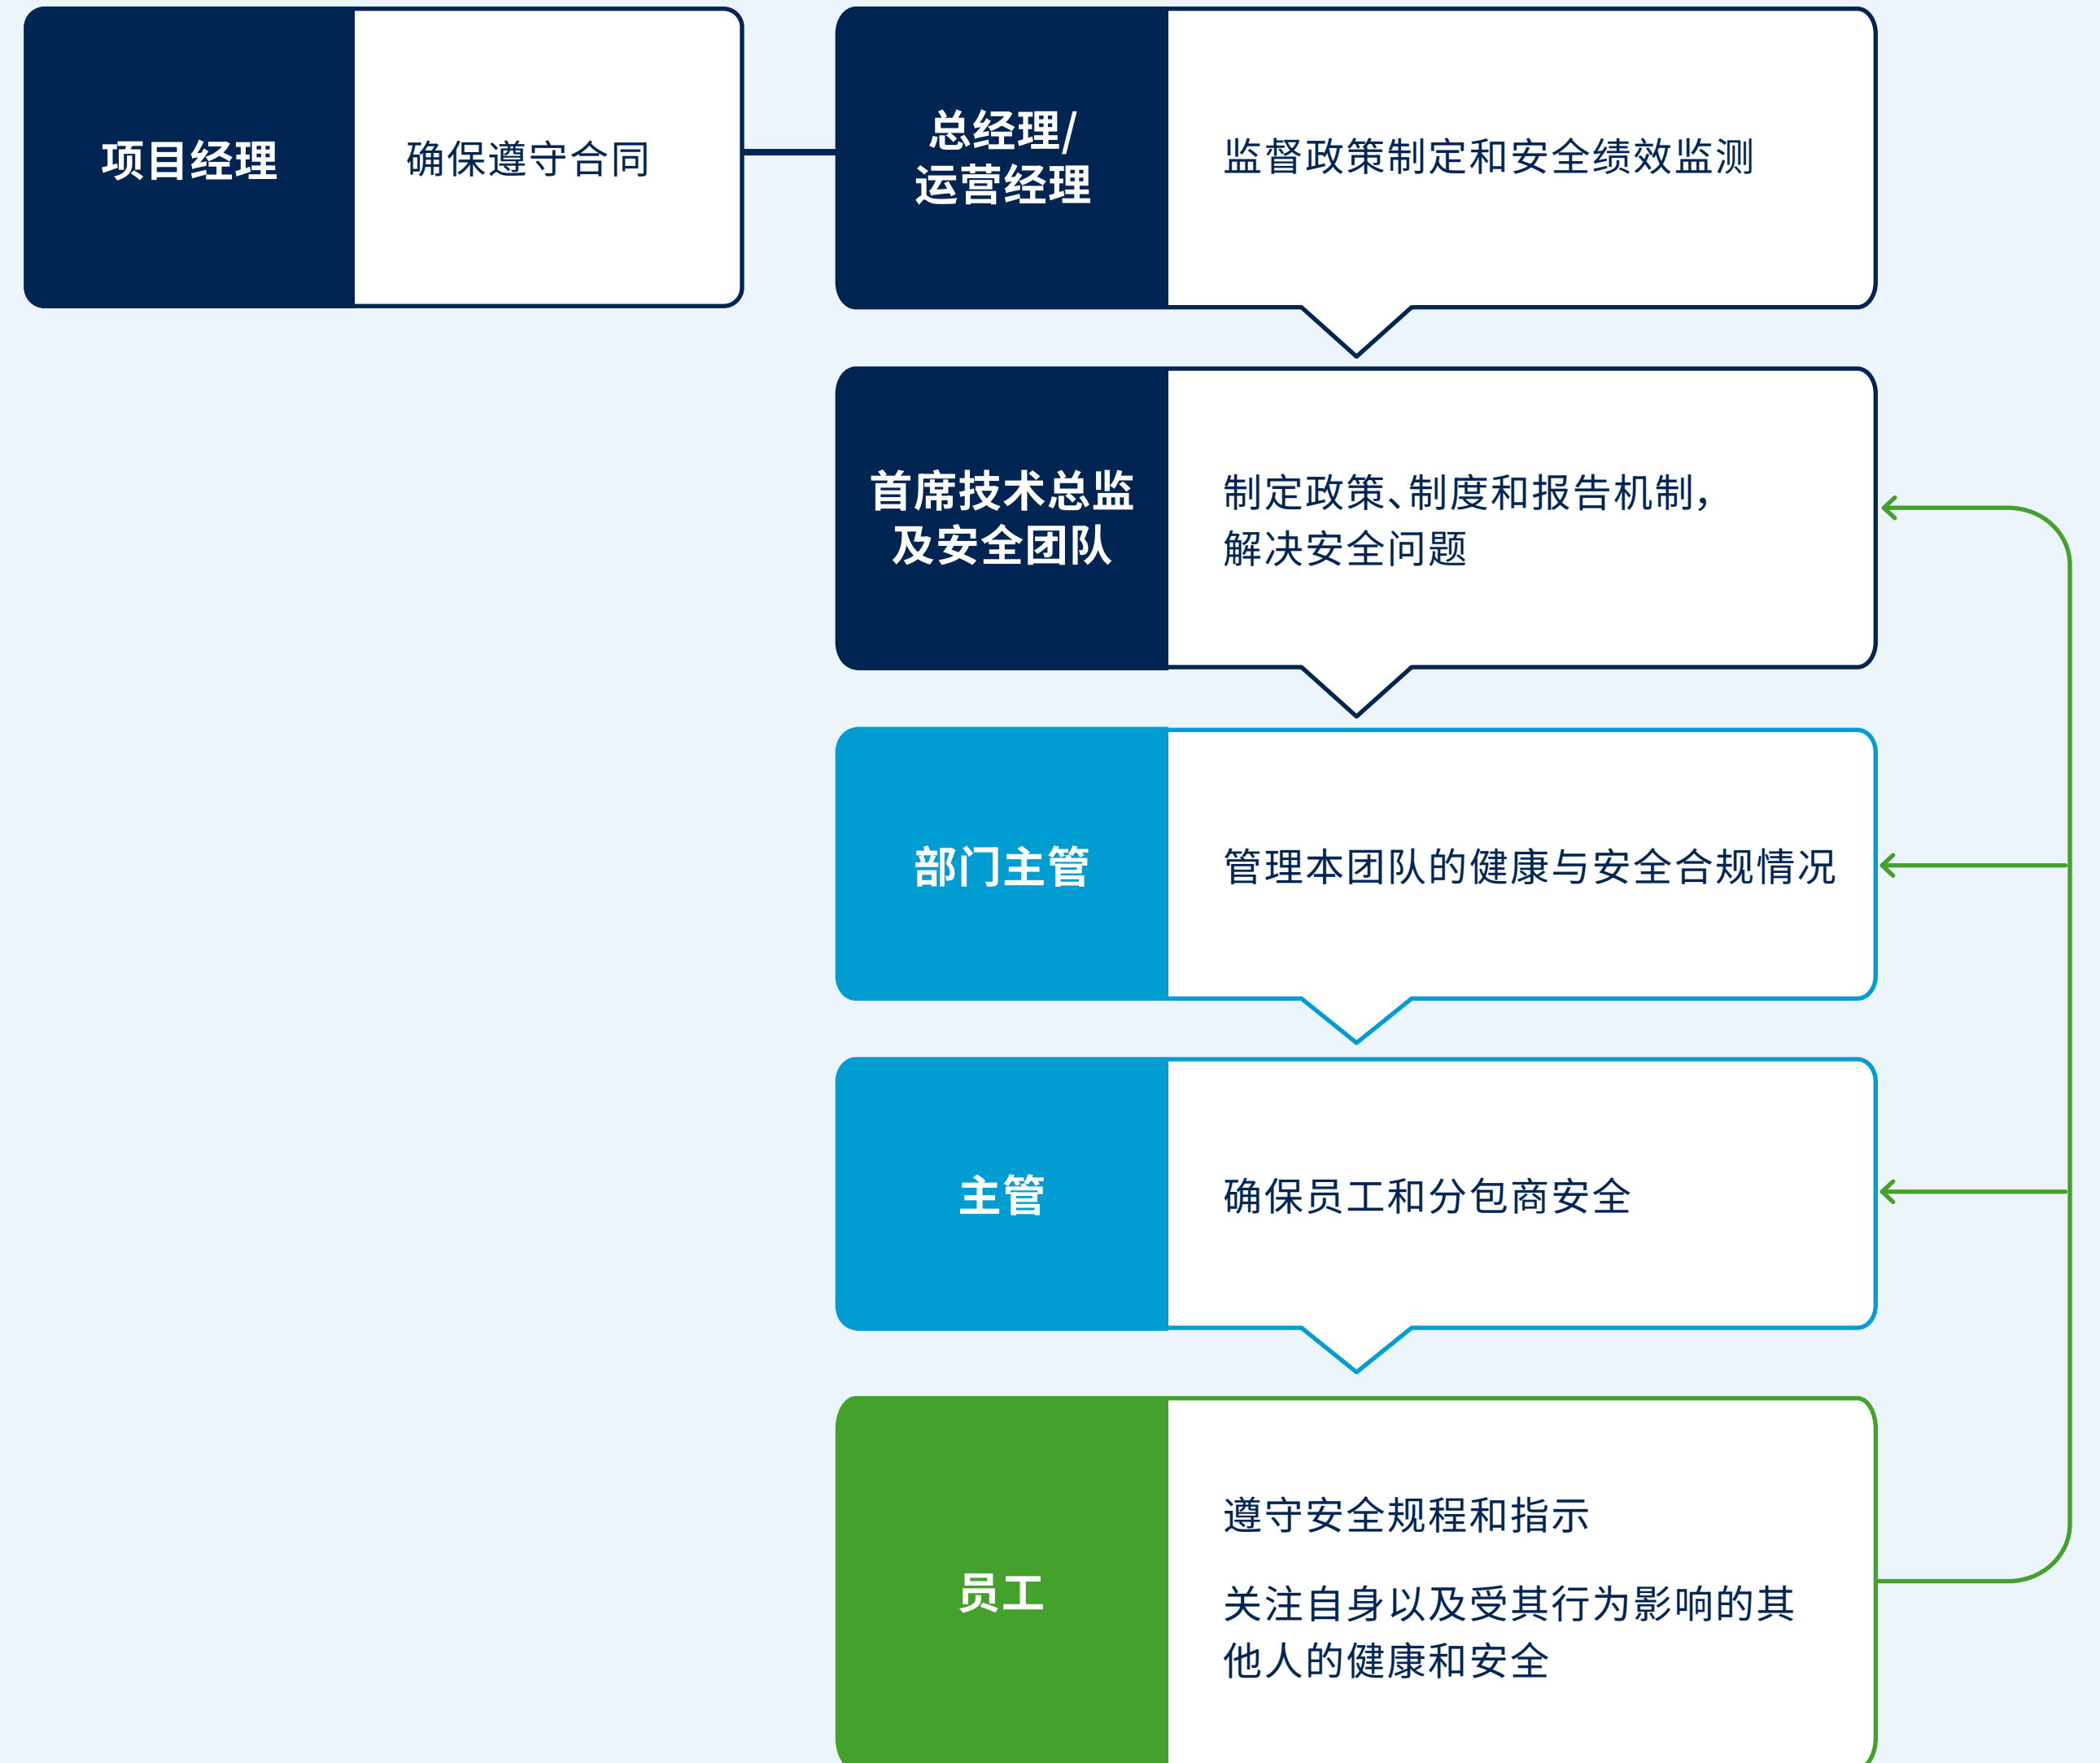 项目经理
确保遵守合同
总经理/
运营经理
监督政策制定和安全绩效监测
首席技术总监
及安全团队
制定政策、制度和报告机制，
解决安全问题
部门主管
管理本团队的健康与安全合规情况
主管
确保员工和分包商安全
员工
遵守安全规程和指示
关注自身以及受其行为影响的其
他人的健康和安全